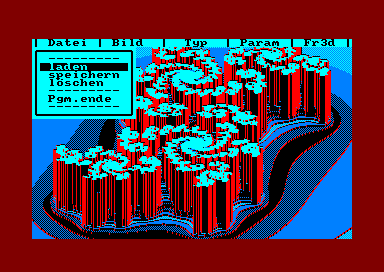 | Datei | Bild | Typ | Param | Fr3d |
----------
laden
speichern
löschen
-------
Pgm.ende
-------